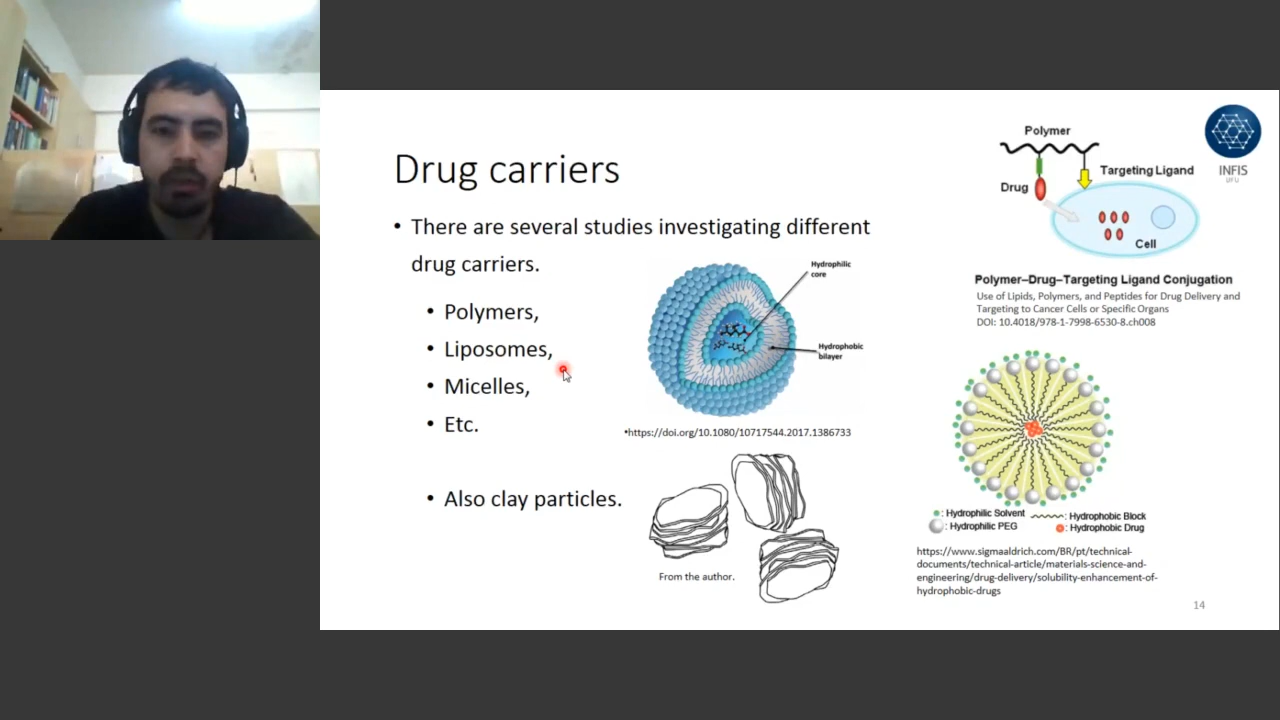 Drug carriers
• There are several studies investigating different
drug carriers.
• Polymers,
• Liposomes,
• Micelles,
• Etc.
• Also clay particles.
Hydrophilic
core
Hydrophobic
bilayer
•https://doi.org/10.1080/10717544.2017.1386733
From the author.
Polymer
Targeting Ligand
Drug
Cell
INFIS
UFU
Polymer–Drug–Targeting Ligand Conjugation
Use of Lipids, Polymers, and Peptides for Drug Delivery and
Targeting to Cancer Cells or Specific Organs
DOI: 10.4018/978-1-7998-6530-8.ch008
: Hydrophilic Solvent
: Hydrophobic Block
: Hydrophilic PEG
: Hydrophobic Drug
https://www.sigmaaldrich.com/BR/pt/technical-
documents/technical-article/materials-science-and-
engineering/drug-delivery/solubility-enhancement-of-
hydrophobic-drugs
14